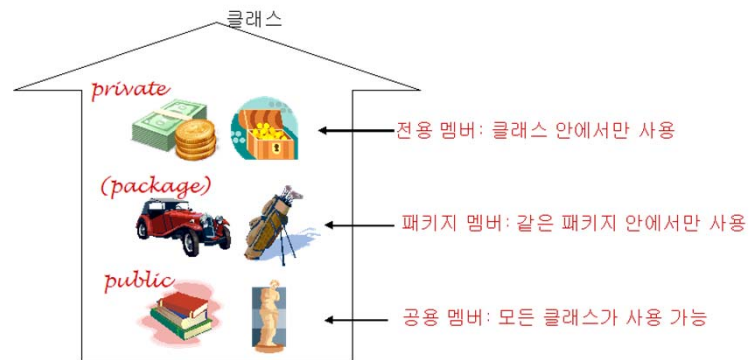 클래스
private
전용 멤버: 클래스 안에서만 사용
(package)
패키지 멤버: 같은 패키지 안에서만 사용
public
공용 멤버: 모든 클래스가 사용 가능